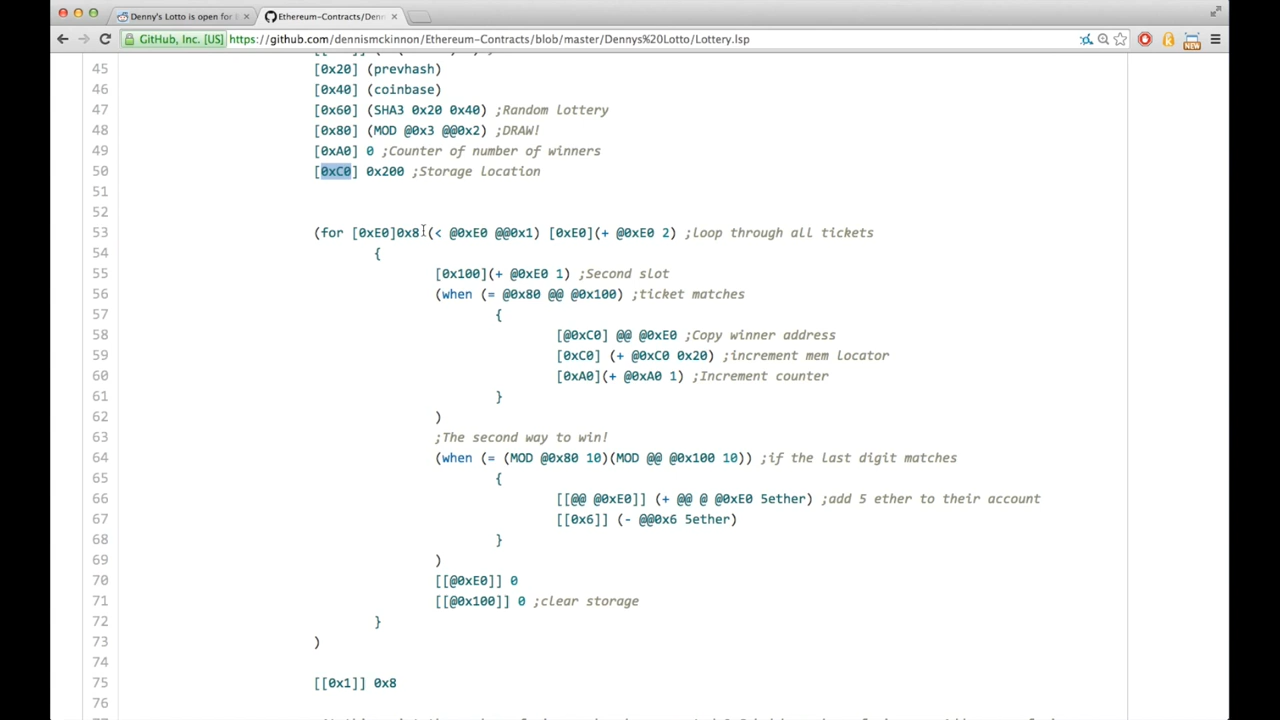 Denny's Lotto is open for
Ethereum-Contracts/Denn
GitHub, Inc. [US]
https://github.com/dennismckinnon/Ethereum-Contracts/blob/master/Dennys%20Lotto/Lottery.lsp
NEW
45 [0x20] (prevhash)
46 [0x40] (coinbase)
47 [0x60] (SHA3 0x20 0x40) ;Random lottery
48 [0x80] (MOD @0x3 @@0x2) ;DRAW!
49 [0xA0] 0 ;Counter of number of winners
50 [0xC0] 0x200 ;Storage location
51
52
53 (for [0xE0]0x8 (< @0xE0 @@0x1) [0xE0](+ @0xE0 2) ;loop through all tickets
54 {
55 [0x100](+ @0xE0 1) ;Second slot
56 (when (= @0x80 @@ @0x100) ;ticket matches
57 {
58 [@0xC0] @@ @0xE0 ;Copy winner address
59 [0xC0] (+ @0xC0 0x20) ;increment mem locator
60 [0xA0](+ @0xA0 1) ;Increment counter
61 }
62 )
63 ;The second way to win!
64 (when (= (MOD @0x80 10)(MOD @@ @0x100 10)) ;if the last digit matches
65 {
66 [[@@ @0xE0]] (+ @@ @ @0xE0 5ether) ;add 5 ether to their account
67 [[0x6]] (- @@0x6 5ether)
68 }
69 )
70 [[@0xE0]] 0
71 [[@0x100]] 0 ;clear storage
72 }
73 )
74
75 [[0x1]] 0x8
76